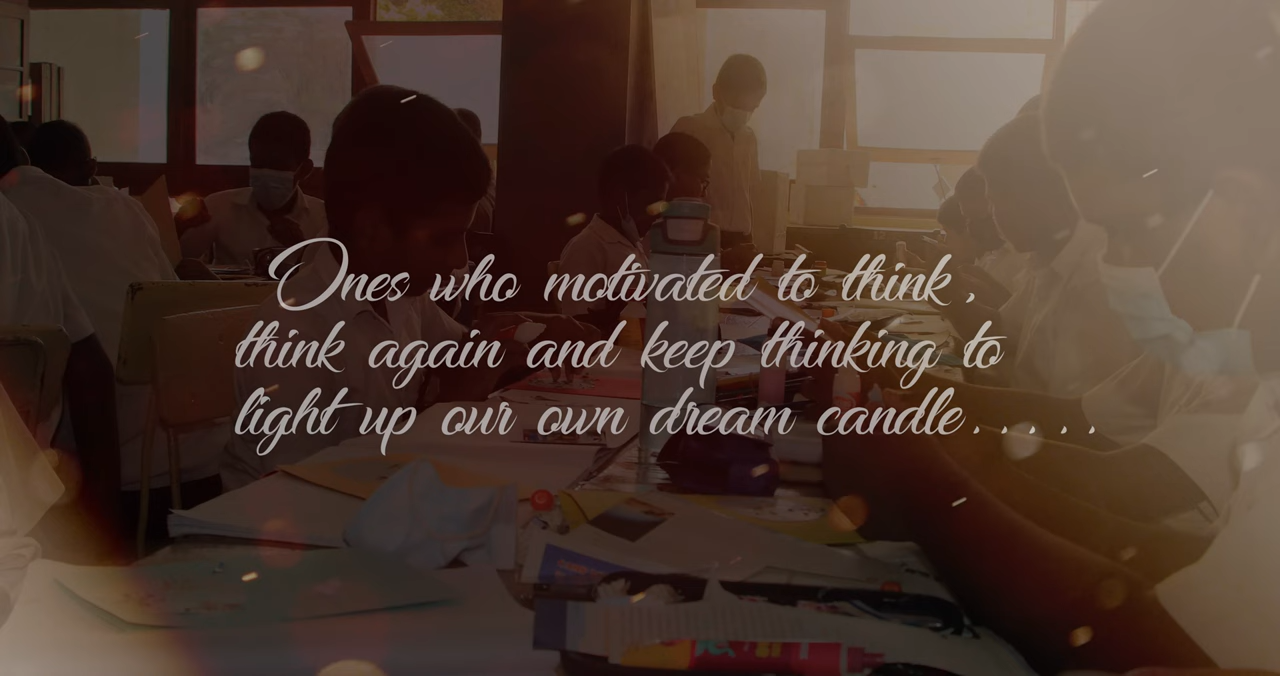 Ones who motivated to think ,
think again and keep thinking to
light up our own dream candle . . . . .